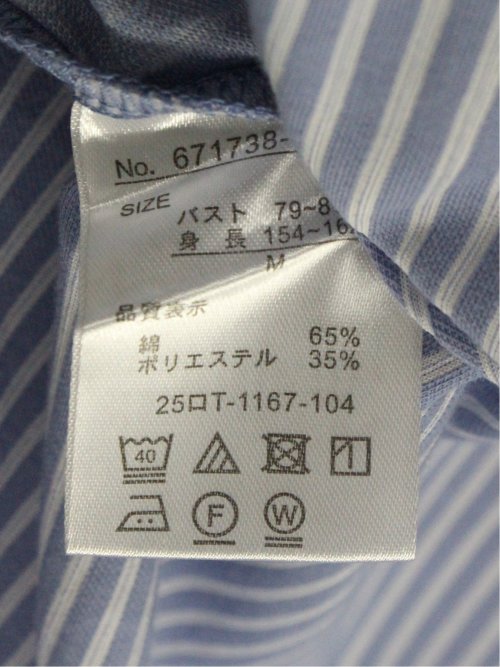 No. 671738-
SIZE
バスト 79~8
身長 154~16
M
品質表示
綿 65%
ポリエステル 35%
25ロT-1167-104
40
F W